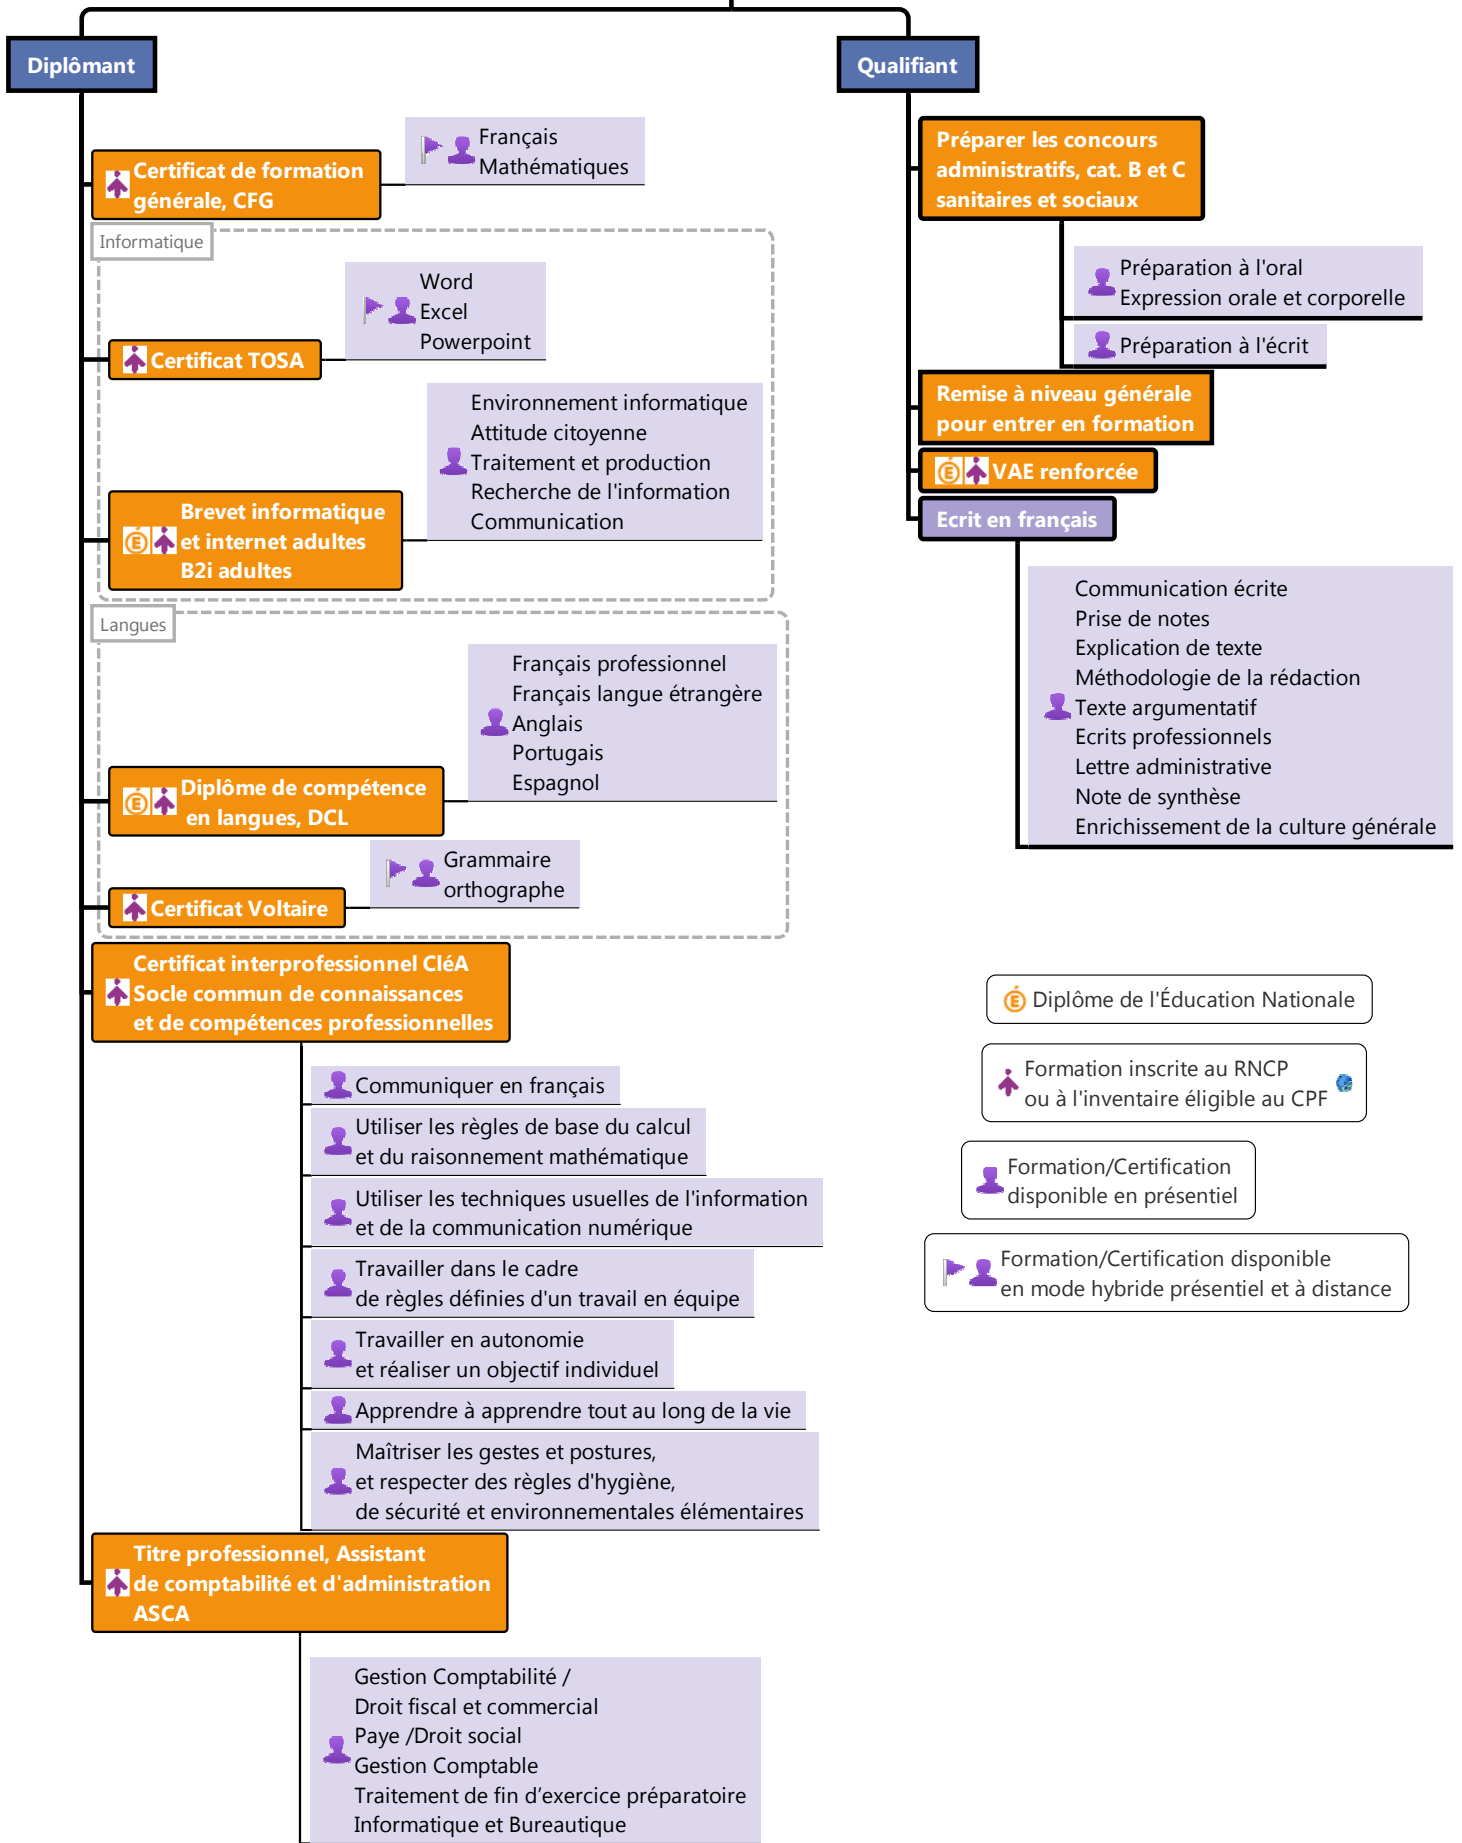 Diplômant
Certificat de formation
générale, CFG
Français
Mathématiques
Informatique
Word
Excel
Powerpoint
Certificat TOSA
Environnement informatique
Attitude citoyenne
Traitement et production
Recherche de l'information
Communication
Brevet informatique
et internet adultes
B2i adultes
Langues
Français professionnel
Français langue étrangère
Anglais
Portugais
Espagnol
Diplôme de compétence
en langues, DCL
Grammaire
orthographe
Certificat Voltaire
Certificat interprofessionnel CléA
Socle commun de connaissances
et de compétences professionnelles
Communiquer en français
Utiliser les règles de base du calcul
et du raisonnement mathématique
Utiliser les techniques usuelles de l'information
et de la communication numérique
Travailler dans le cadre
de règles définies d'un travail en équipe
Travailler en autonomie
et réaliser un objectif individuel
Apprendre à apprendre tout au long de la vie
Maîtriser les gestes et postures,
et respecter des règles d'hygiène,
de sécurité et environnementales élémentaires
Titre professionnel, Assistant
de comptabilité et d'administration
ASCA
Gestion Comptabilité /
Droit fiscal et commercial
Paye /Droit social
Gestion Comptable
Traitement de fin d’exercice préparatoire
Informatique et Bureautique
Qualifiant
Préparer les concours
administratifs, cat. B et C
sanitaires et sociaux
Préparation à l'oral
Expression orale et corporelle
Préparation à l'écrit
Remise à niveau générale
pour entrer en formation
VAE renforcée
Ecrit en français
Communication écrite
Prise de notes
Explication de texte
Méthodologie de la rédaction
Texte argumentatif
Ecrits professionnels
Lettre administrative
Note de synthèse
Enrichissement de la culture générale
Diplôme de l'Éducation Nationale
Formation inscrite au RNCP
ou à l'inventaire éligible au CPF
Formation/Certification
disponible en présentiel
Formation/Certification disponible
en mode hybride présentiel et à distance